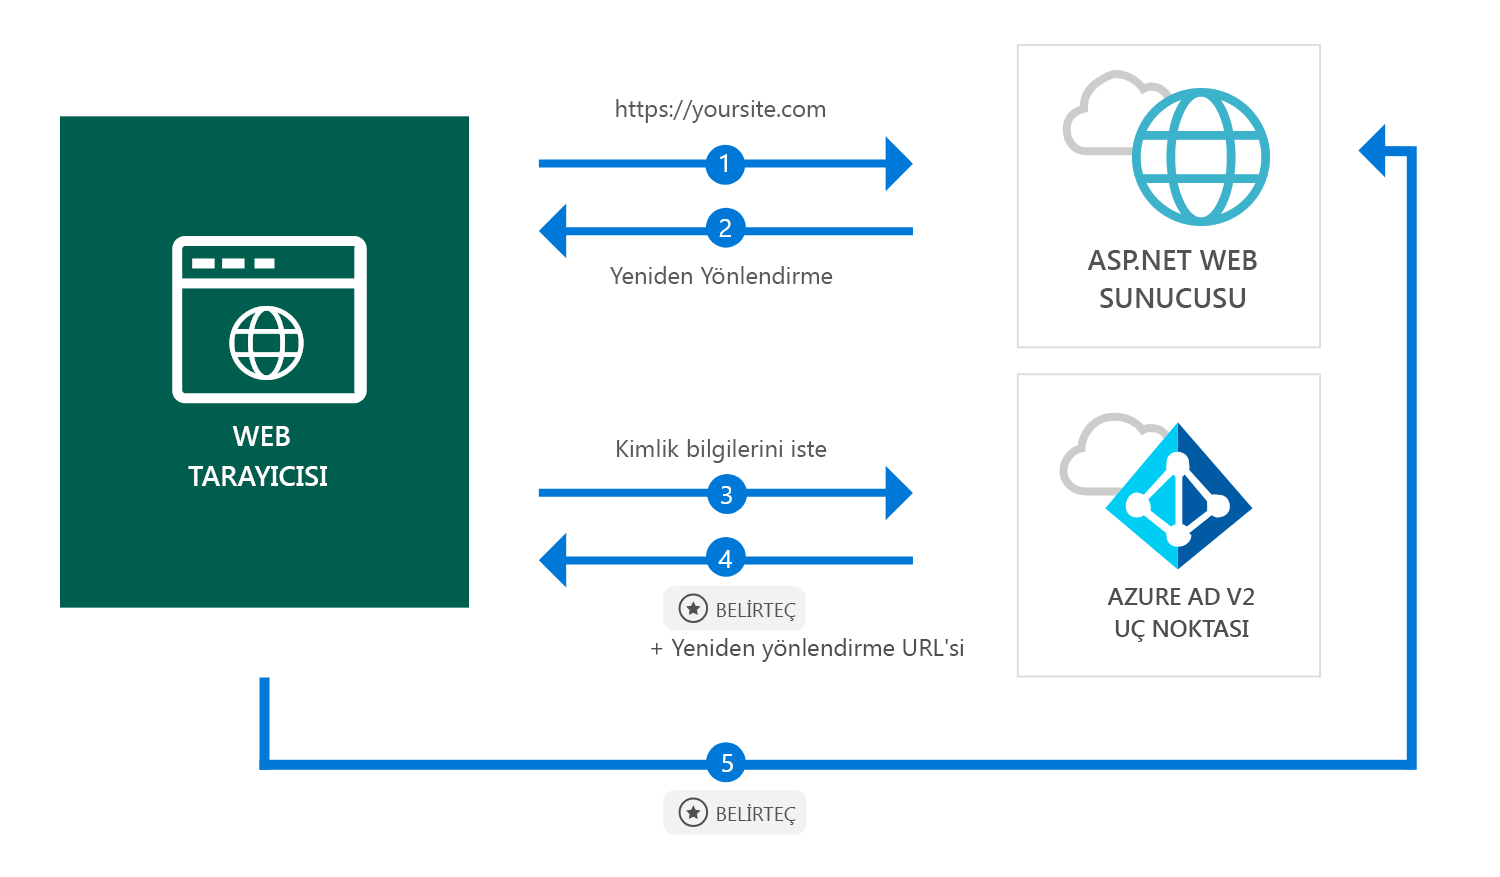 https://yoursite.com
1
2
Yeniden Yönlendirme
ASP.NET WEB
SUNUCUSU
WEB
TARAYICISI
Kimlik bilgilerini iste
3
4
BELİRTEÇ
+ Yeniden yönlendirme URL'si
AZURE AD V2
UÇ NOKTASI
5
BELİRTEÇ